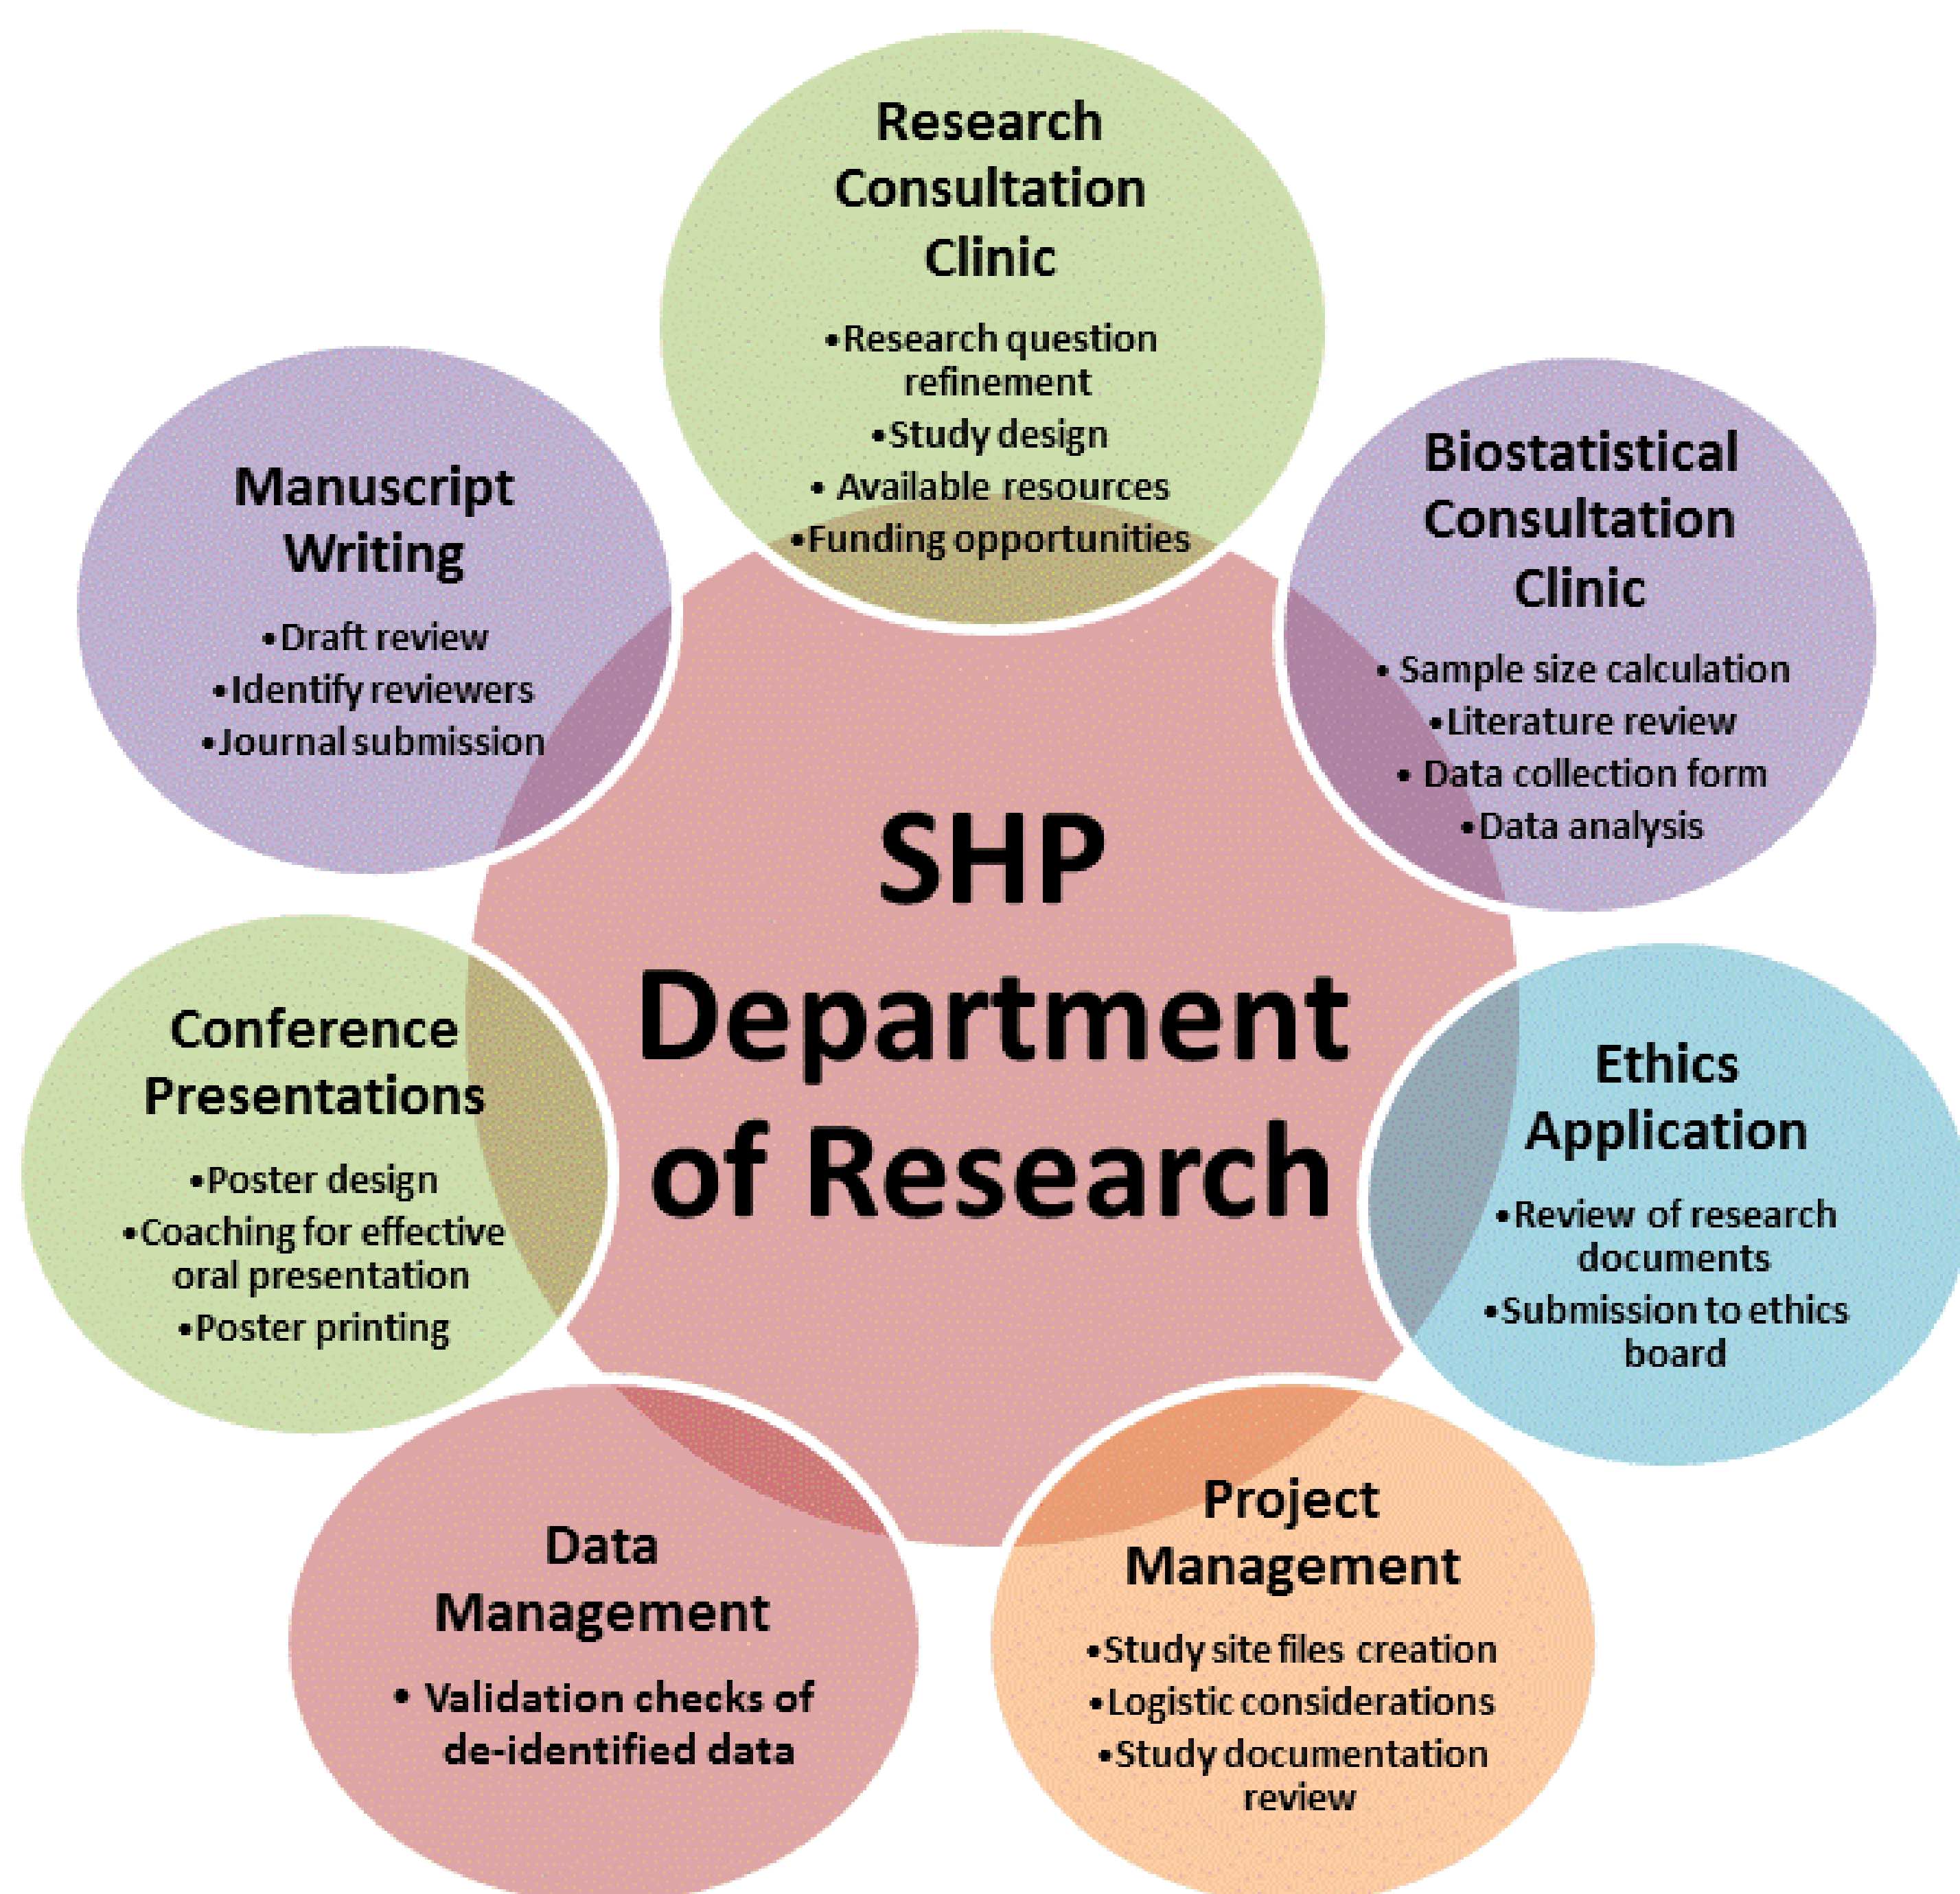 Research
Consultation
Clinic
•Research question
refinement
•Study design
• Available resources
•Funding opportunities
Biostatistical
Consultation
Clinic
• Sample size calculation
•Literature review
• Data collection form
•Data analysis
Ethics
Application
•Review of research
documents
•Submission to ethics
board
Project
Management
•Study site files creation
•Logistic considerations
•Study documentation
review
Data
Management
• Validation checks of
de-identified data
Conference
Presentations
•Poster design
•Coaching for effective
oral presentation
•Poster printing
Manuscript
Writing
•Draft review
•Identify reviewers
•Journal submission
SHP
Department
of Research